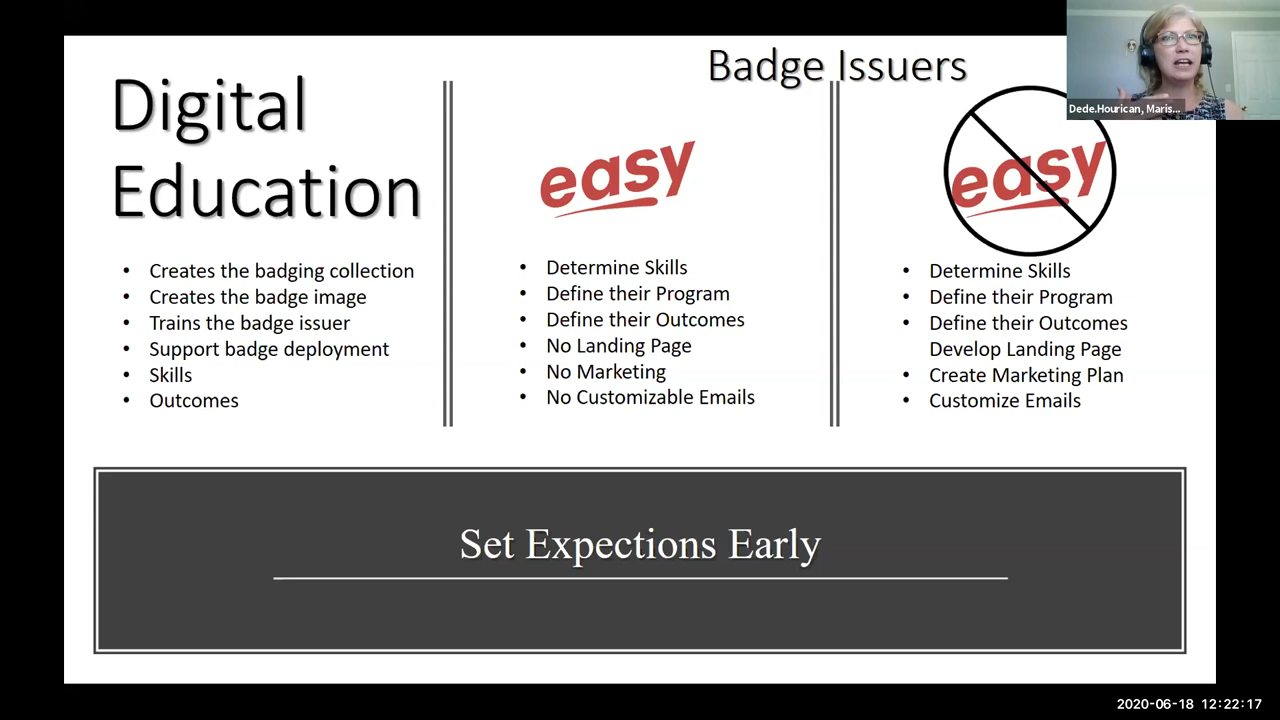 Digital
Education
Creates the badging collection
Creates the badge image
Trains the badge issuer
Support badge deployment
Skills
Outcomes
Badge Issuers
easy
Determine Skills
Define their Program
Define their Outcomes
No Landing Page
No Marketing
No Customizable Emails
easy
Determine Skills
Define their Program
Define their Outcomes
Develop Landing Page
Create Marketing Plan
Customize Emails
Set Expections Early
Dede.Hourican, Maris...
2020-06-18 12:22:17